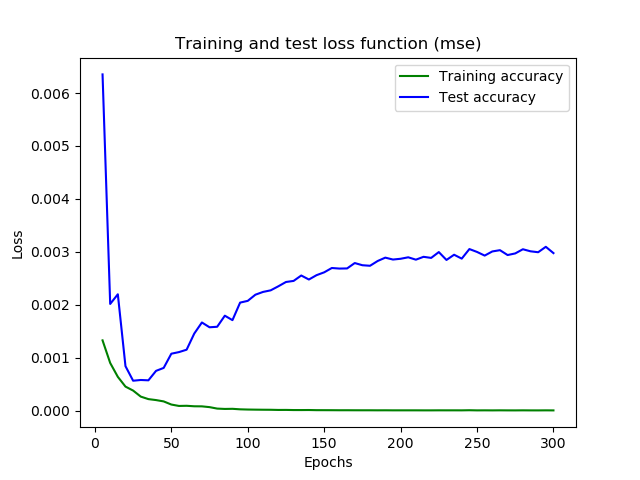 Training and test loss function (mse)
Training accuracy
Test accuracy
0.006
0.005
0.004
0.003
0.002
0.001
0.000
Loss
0 50 100 150 200 250 300
Epochs